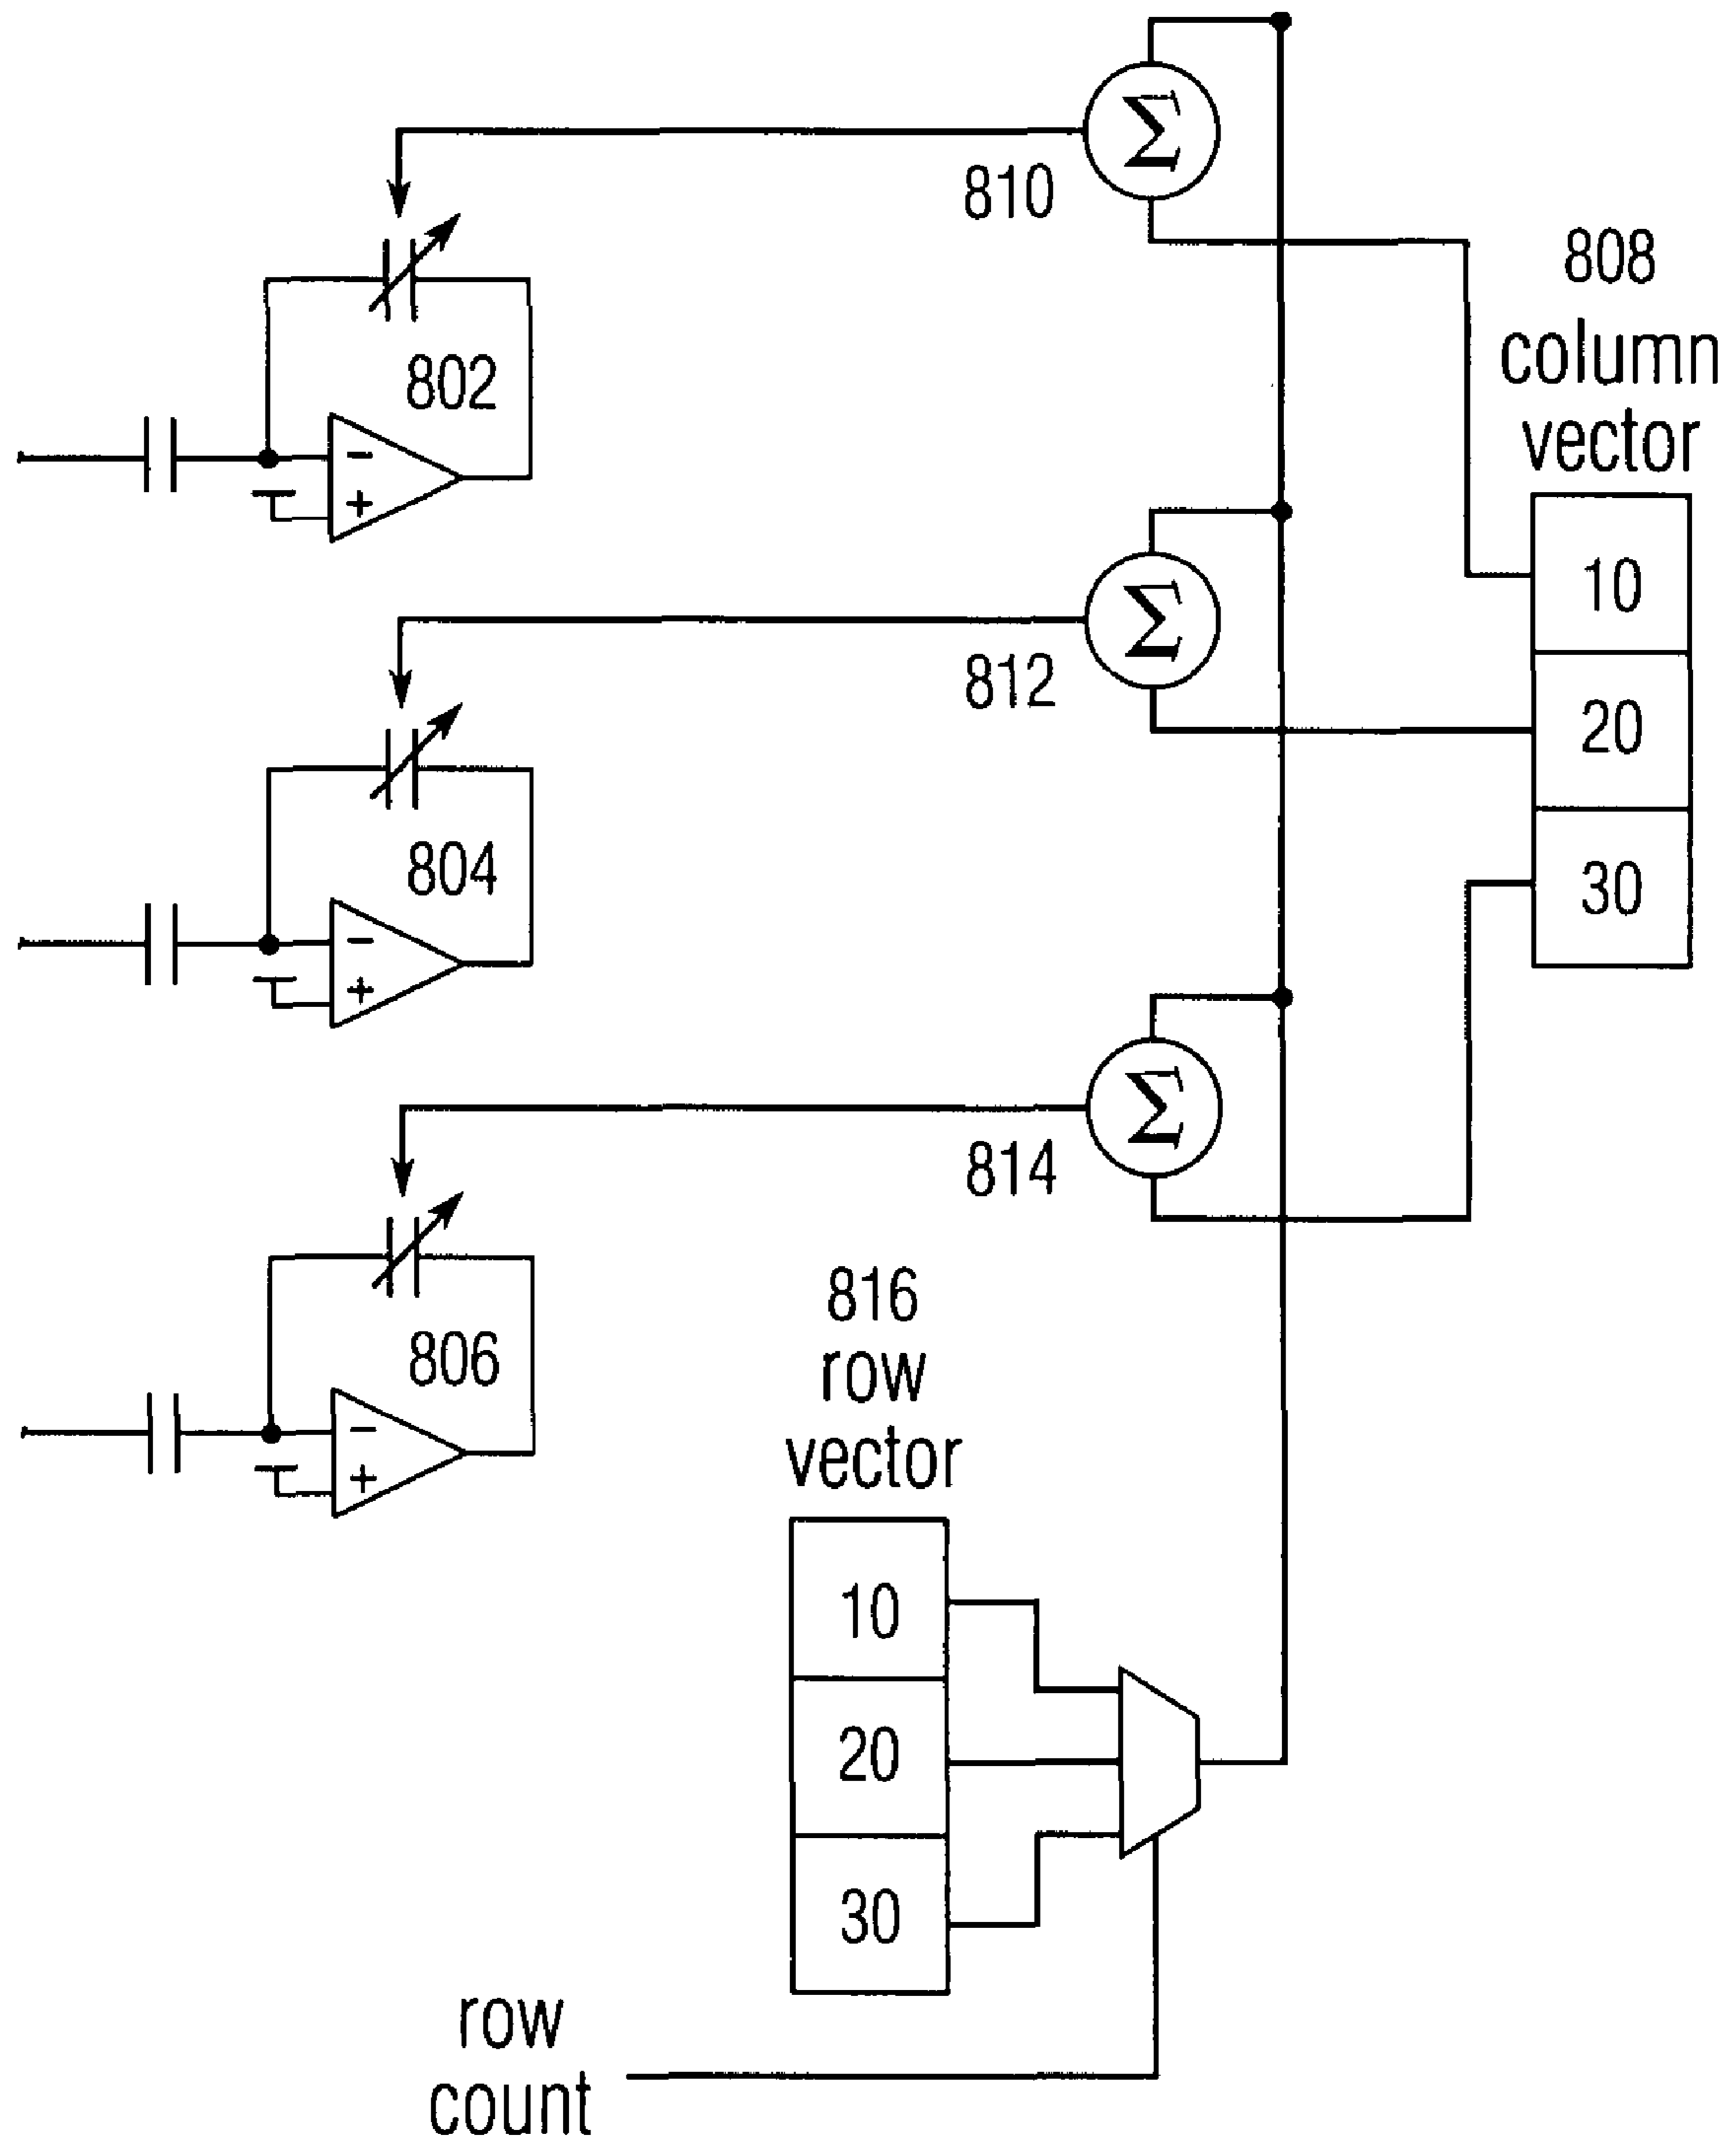 Σ
810
808
column
vector
802
-
+
10
Σ
812
20
804
-
+
30
Σ
814
816
row
vector
806
-
+
10
20
30
row
count